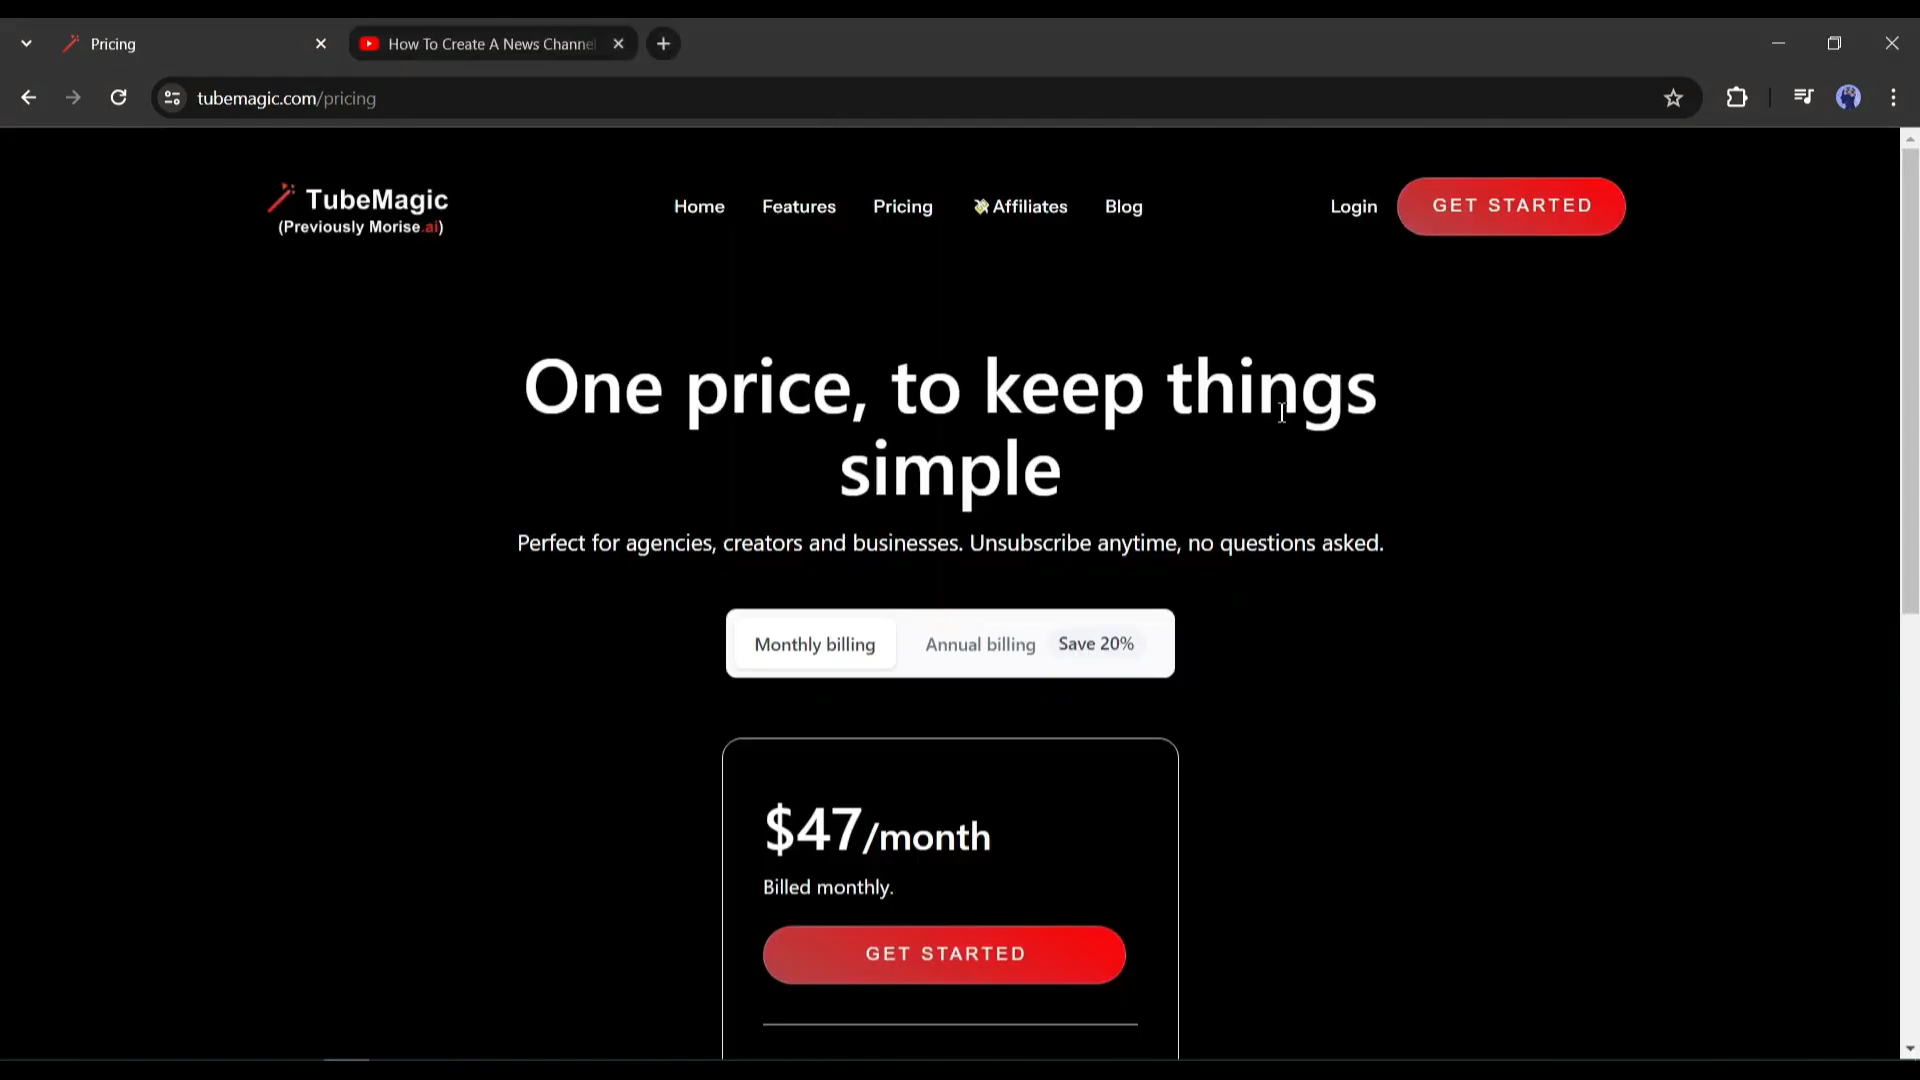 Pricing
How To Create A News Channe
tubemagic.com/pricing
TubeMagic
(Previously Morise.ai)
Home
Features
Pricing
Affiliates
Blog
Login
GET STARTED
One price, to keep things
simple
Perfect for agencies, creators and businesses. Unsubscribe anytime, no questions asked.
Monthly billing
Annual billing
Save 20%
$47/month
Billed monthly.
GET STARTED